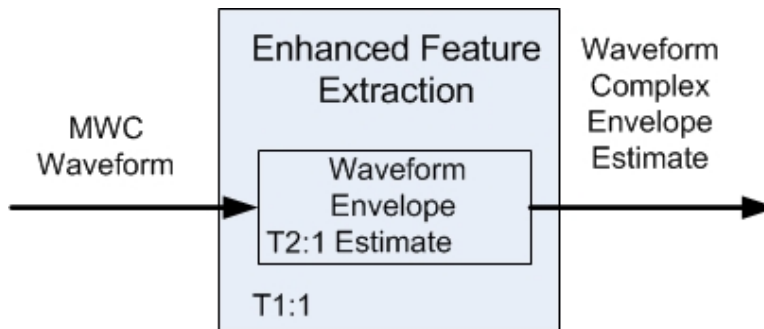 MWC
Waveform
Enhanced Feature
Extraction
Waveform
Envelope
T2:1 Estimate
T1:1
Waveform
Complex
Envelope
Estimate